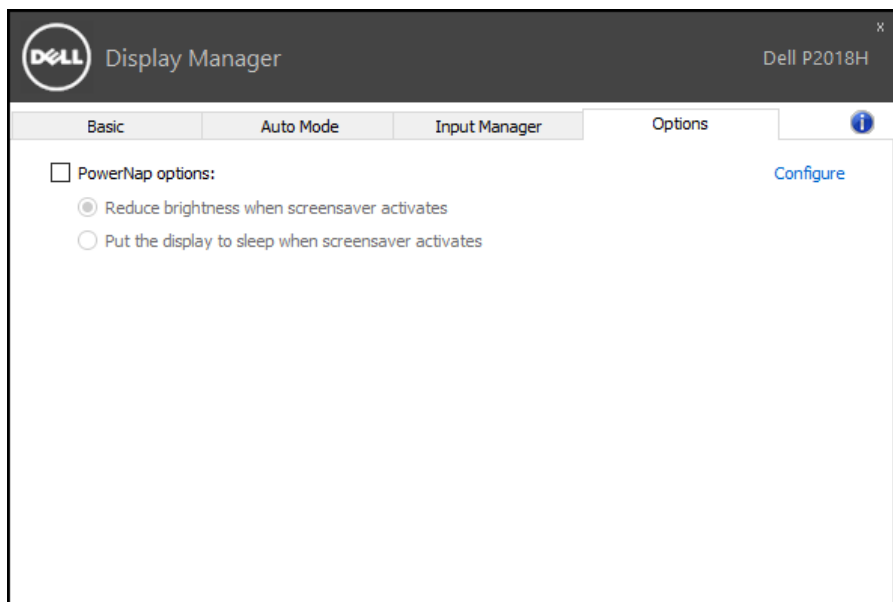 DELL Display Manager
x
Dell P2018H
Basic Auto Mode Input Manager Options i
PowerNap options: Configure
Reduce brightness when screensaver activates
Put the display to sleep when screensaver activates